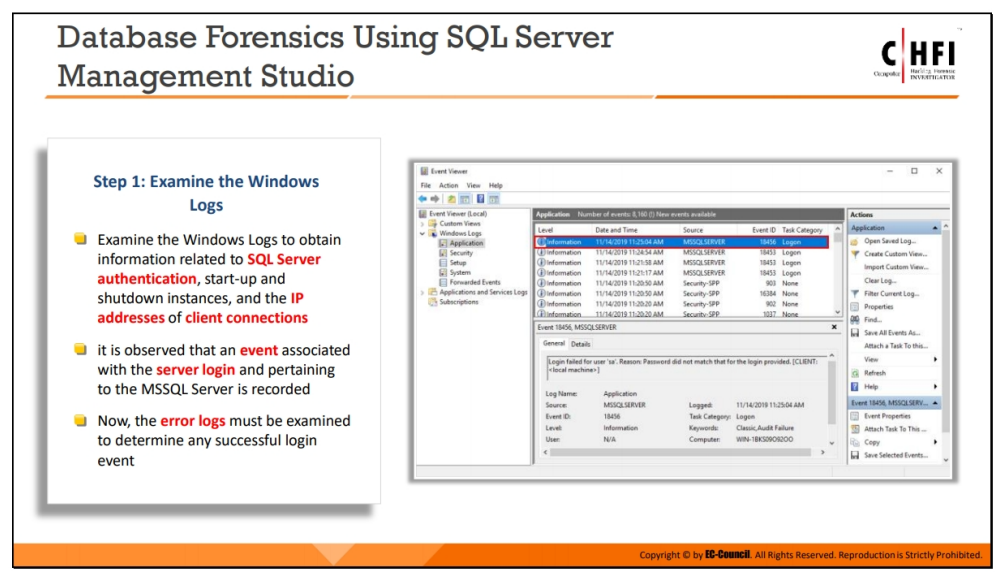 Database Forensics Using SQL Server
Management Studio
CHFI
Computer Hacking Forensic
INVESTIGATOR
Step 1: Examine the Windows
Logs
Examine the Windows Logs to obtain
information related to SQL Server
authentication, start-up and
shutdown instances, and the IP
addresses of client connections
it is observed that an event associated
with the server login and pertaining
to the MSSQL Server is recorded
Now, the error logs must be examined
to determine any successful login
event
Event Viewer
File Action View Help
Event Viewer (Local)
Custom Views
Windows Logs
Application
Security
Setup
System
Forwarded Events
Applications and Services Logs
Subscriptions
Application Number of events: 8,160 (!) New events available
Level Date and Time Source Event ID Task Category
Information 11/14/2019 11:25:04 AM MSSQLSERVER 18456 Logon
Information 11/14/2019 11:24:54 AM MSSQLSERVER 18453 Logon
Information 11/14/2019 11:21:58 AM MSSQLSERVER 18453 Logon
Information 11/14/2019 11:21:17 AM MSSQLSERVER 18453 Logon
Information 11/14/2019 11:20:50 AM Security-SPP 903 None
Information 11/14/2019 11:20:50 AM Security-SPP 16384 None
Information 11/14/2019 11:20:20 AM Security-SPP 902 None
Information 11/14/2019 11:20:20 AM Security-SPP 1037 None
Event 18456, MSSQLSERVER
General Details
Login failed for user 'sa'. Reason: Password did not match that for the login provided. [CLIENT:
<local machine>]
Log Name: Application
Source: MSSQLSERVER Logged: 11/14/2019 11:25:04 AM
Event ID: 18456 Task Category: Logon
Level: Information Keywords: Classic,Audit Failure
User: N/A Computer:
Actions
Application
Open Saved Log...
Create Custom View...
Import Custom View...
Clear Log...
Filter Current Log...
Properties
Find...
Save All Events As...
Attach a Task To this...
View
Refresh
Help
Event 18456, MSSQLSERV...
Event Properties
Attach Task To This ...
Copy
Save Selected Events...
Copyright © by EC-Council. All Rights Reserved. Reproduction is Strictly Prohibited.